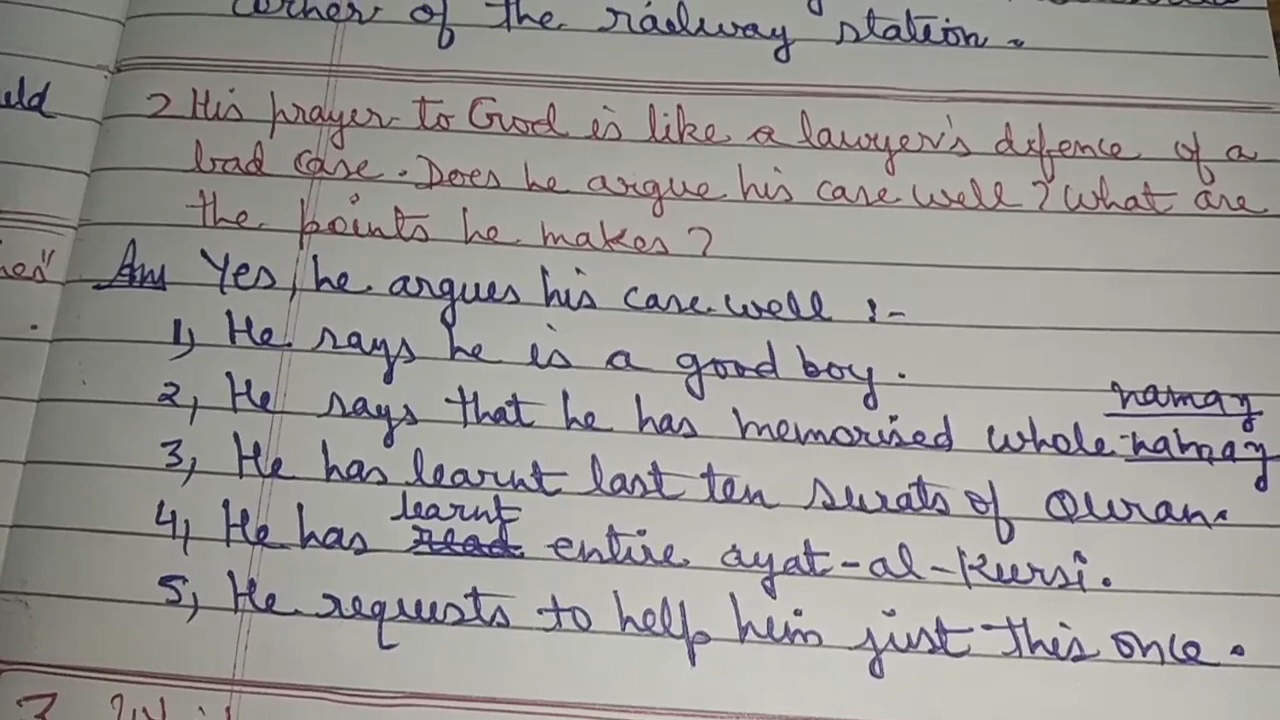 corner of the railway station.
uld
2 His prayer to God is like a lawyer's difence of a
bad case. Does he argue his case well? What are
the points he makes?
Ans Yes, he argues his case well :-
1, He says he is a good boy.
namaz
2, He says that he has memorised whole namaz
3, He has learnt last ten surats of Quran.
learnt
4, He has read entire ayat-al-Kursi.
5, He requests to help him just this once.
3